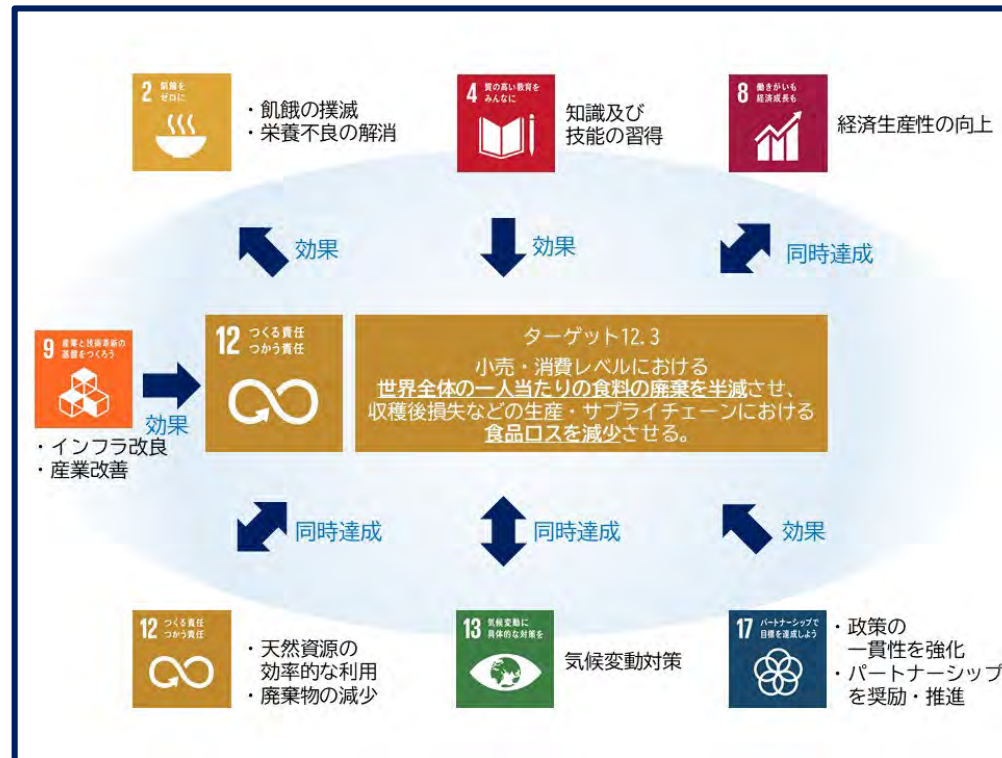 2 飢餓を
ゼロに
・飢餓の撲滅
・栄養不良の解消
4 質の高い教育を
みんなに
知識及び
技能の習得
8 働きがいも
経済成長も
経済生産性の向上
効果
効果
同時達成
9 産業と技術革新の
基盤をつくろう
効果
・インフラ改良
・産業改善
12 つくる責任
つかう責任
ターゲット12.3
小売・消費レベルにおける
世界全体の一人当たりの食料の廃棄を半減させ、
収穫後損失などの生産・サプライチェーンにおける
食品ロスを減少させる。
同時達成
同時達成
効果
12 つくる責任
つかう責任
・天然資源の
効率的な利用
・廃棄物の減少
13 気候変動に
具体的な対策を
気候変動対策
17 パートナーシップで
目標を達成しよう
・政策の
一貫性を強化
・パートナーシップ
を奨励・推進